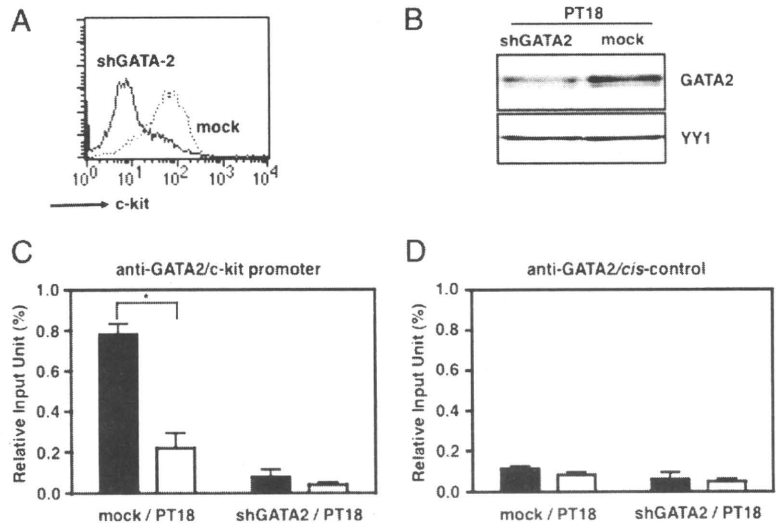 A
shGATA-2
mock
10^0 10^1 10^2 10^3 10^4
c-kit
B
PT18
shGATA2 mock
GATA2
YY1
C
anti-GATA2/c-kit promoter
Relative Input Unit (%)
1.0
0.8
0.6
0.4
0.2
0.0
*
mock / PT18 shGATA2 / PT18
D
anti-GATA2/cis-control
Relative Input Unit (%)
1.0
0.8
0.6
0.4
0.2
0.0
mock / PT18 shGATA2 / PT18